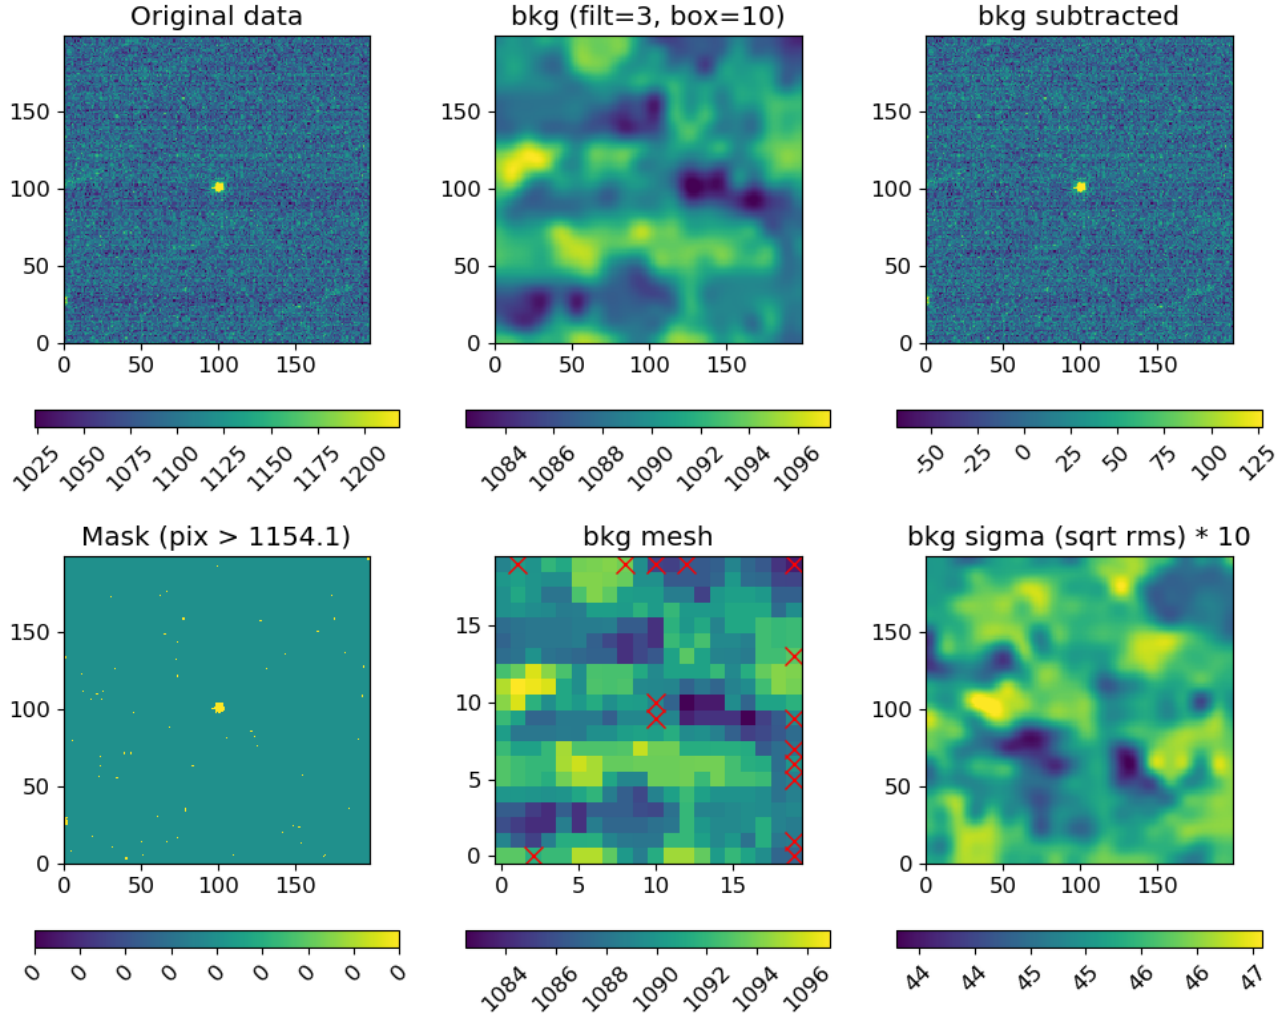 Original data
bkg (filt=3, box=10)
bkg subtracted
150
100
50
0
0 50 100 150
150
100
50
0
0 50 100 150
150
100
50
0
0 50 100 150
1025 1050 1075 1100 1125 1150 1175 1200
1084 1086 1088 1090 1092 1094 1096
-50 -25 0 25 50 75 100 125
Mask (pix > 1154.1)
bkg mesh
bkg sigma (sqrt rms) * 10
150
100
50
0
0 50 100 150
15
10
5
0
0 5 10 15
150
100
50
0
0 50 100 150
0 0 0 0 0 0 0 0 0
1084 1086 1088 1090 1092 1094 1096
44 44 45 45 46 46 47